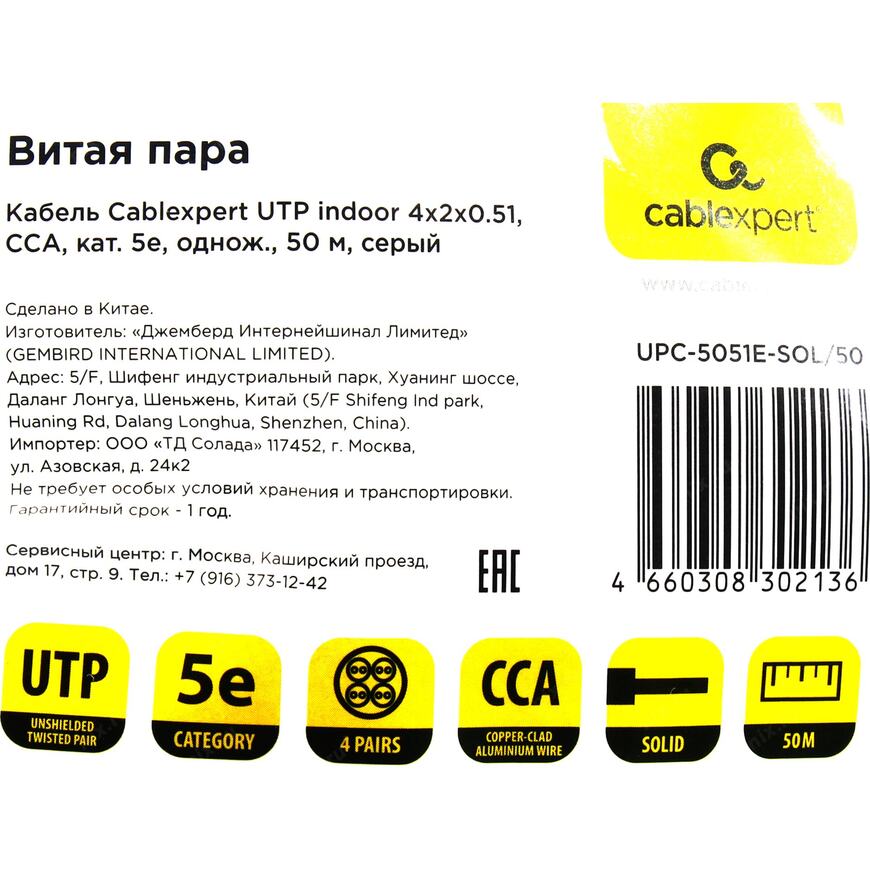 Витая пара
Кабель Cablexpert UTP indoor 4x2x0.51,
CCA, кат. 5e, однож., 50 м, серый
Сделано в Китае.
Изготовитель: «Джемберд Интернейшинал Лимитед»
(GEMBIRD INTERNATIONAL LIMITED).
Адрес: 5/F, Шифенг индустриальный парк, Хуанинг шоссе,
Даланг Лонгуа, Шеньжень, Китай (5/F Shifeng Ind park,
Huaning Rd, Dalang Longhua, Shenzhen, China).
Импортер: ООО «ТД Солада» 117452, г. Москва,
ул. Азовская, д. 24к2
Не требует особых условий хранения и транспортировки.
Гарантийный срок - 1 год.
Сервисный центр: г. Москва, Каширский проезд,
дом 17, стр. 9. Тел.: +7 (916) 373-12-42
EAC
cablexpert
UPC-5051E-SOL/50
4 660308 302136
UTP
UNSHIELDED
TWISTED PAIR
5e
CATEGORY
4 PAIRS
CCA
COPPER-CLAD
ALUMINIUM WIRE
SOLID
50M